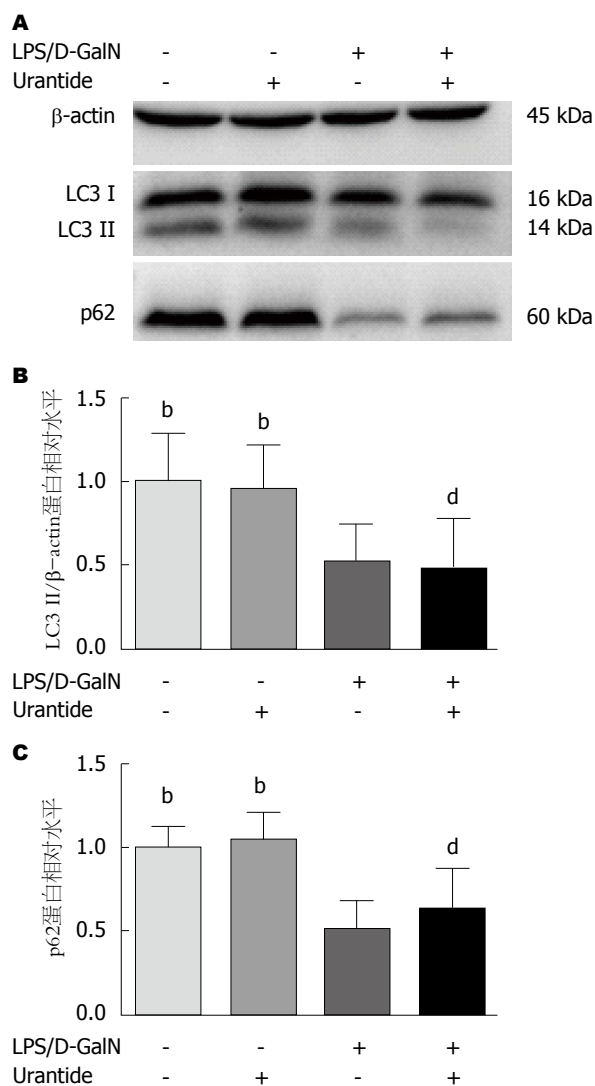 A
LPS/D-GalN - - + +
Urantide - + - +
β-actin 45 kDa
LC3 I 16 kDa
LC3 II 14 kDa
p62 60 kDa
B
LC3 II/β-actin蛋白相对水平
1.5
1.0
0.5
0.0
b b d
LPS/D-GalN - - + +
Urantide - + - +
C
p62蛋白相对水平
1.5
1.0
0.5
0.0
b b d
LPS/D-GalN - - + +
Urantide - + - +